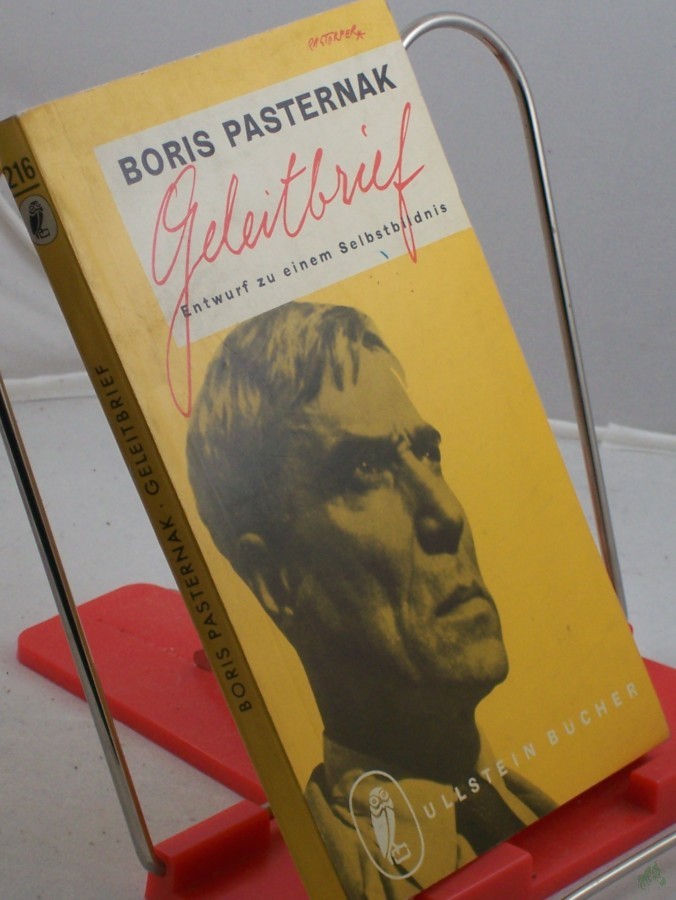 BORIS PASTERNAK
Geleitbrief
Entwurf zu einem Selbstbildnis
216
BORIS PASTERNAK · GELEITBRIEF
ULLSTEIN BÜCHER